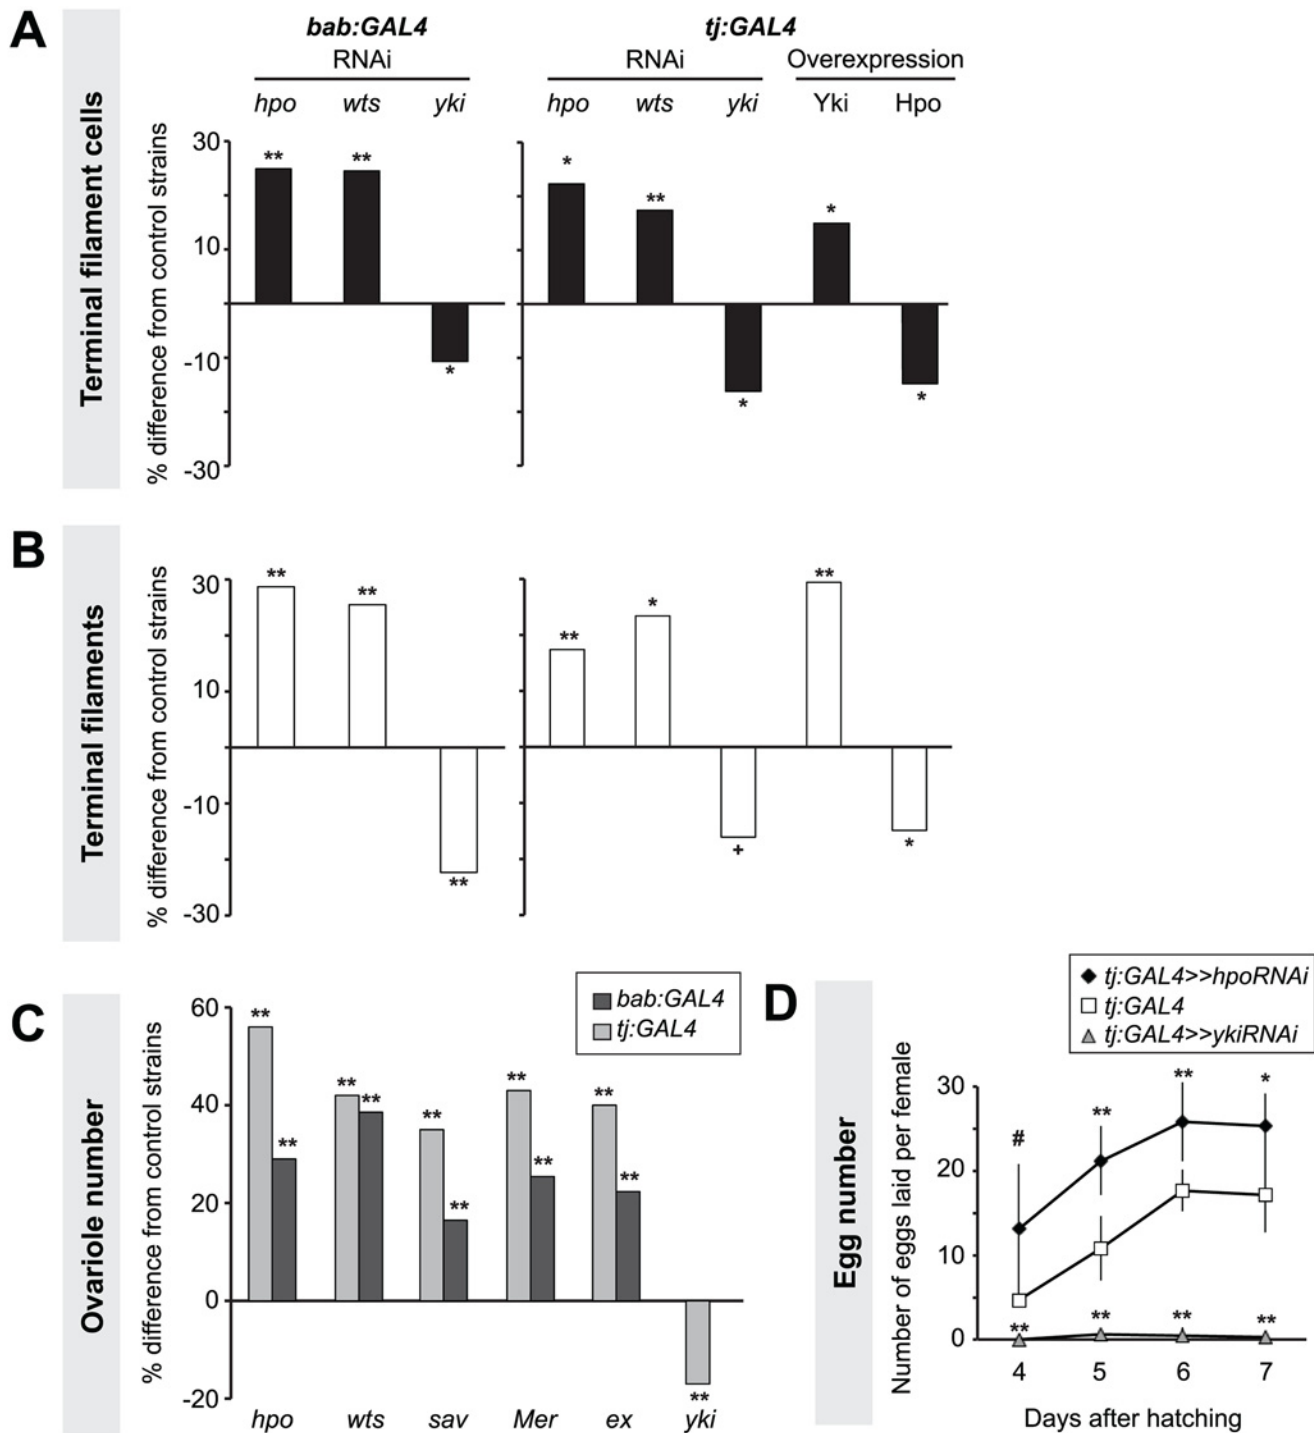 A
Terminal filament cells
bab:GAL4
tj:GAL4
RNAi
RNAi
Overexpression
hpo wts yki
hpo wts yki
Yki Hpo
% difference from control strains
30
10
-10
-30
** ** *
* ** * * *
B
Terminal filaments
% difference from control strains
30
10
-10
-30
** ** **
** * + ** *
C
Ovariole number
% difference from control strains
bab:GAL4
tj:GAL4
60
40
20
0
-20
** ** ** ** ** ** ** ** ** ** **
hpo wts sav Mer ex yki
D
Egg number
Number of eggs laid per female
tj:GAL4>>hpoRNAi
tj:GAL4
tj:GAL4>>ykiRNAi
30
20
10
0
# ** ** *
** ** ** **
4 5 6 7
Days after hatching